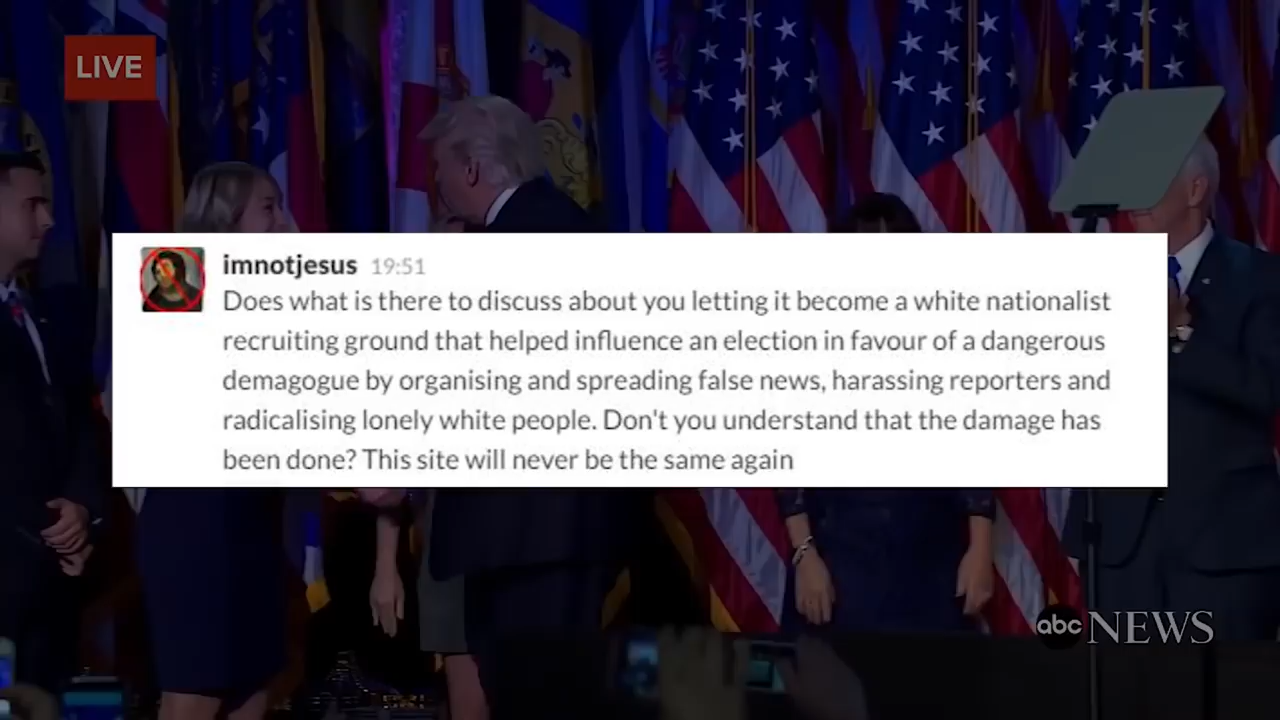 LIVE
imnotjesus 19:51
Does what is there to discuss about you letting it become a white nationalist
recruiting ground that helped influence an election in favour of a dangerous
demagogue by organising and spreading false news, harassing reporters and
radicalising lonely white people. Don't you understand that the damage has
been done? This site will never be the same again
abc NEWS